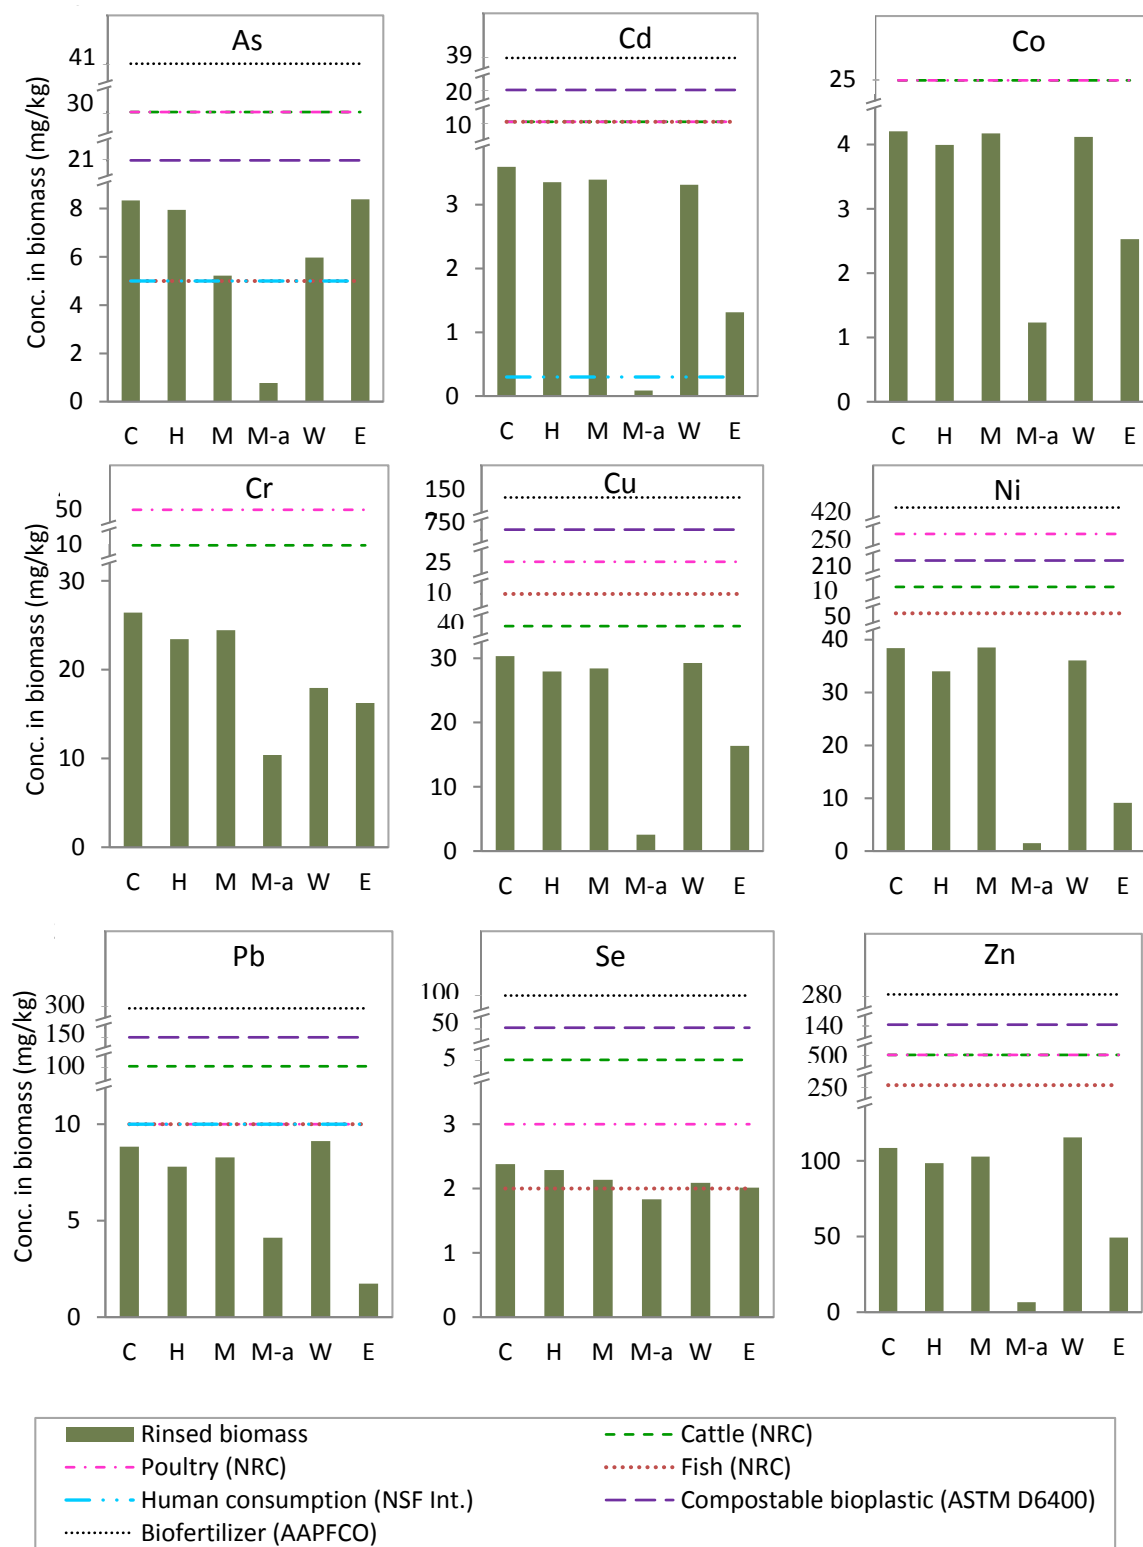 As
Conc. in biomass (mg/kg)
41
30
21
8
6
4
2
0
C H M M-a W E
Cd
39
20
10
3
2
1
0
C H M M-a W E
Co
25
4
3
2
1
0
C H M M-a W E
Cr
Conc. in biomass (mg/kg)
50
10
30
20
10
0
C H M M-a W E
Cu
150
750
25
10
40
30
20
10
0
C H M M-a W E
Ni
420
250
210
10
50
40
30
20
10
0
C H M M-a W E
Pb
Conc. in biomass (mg/kg)
300
150
100
10
5
0
C H M M-a W E
Se
100
50
5
3
2
1
0
C H M M-a W E
Zn
280
140
500
250
100
50
0
C H M M-a W E
Rinsed biomass
Cattle (NRC)
Poultry (NRC)
Fish (NRC)
Human consumption (NSF Int.)
Compostable bioplastic (ASTM D6400)
Biofertilizer (AAPFCO)